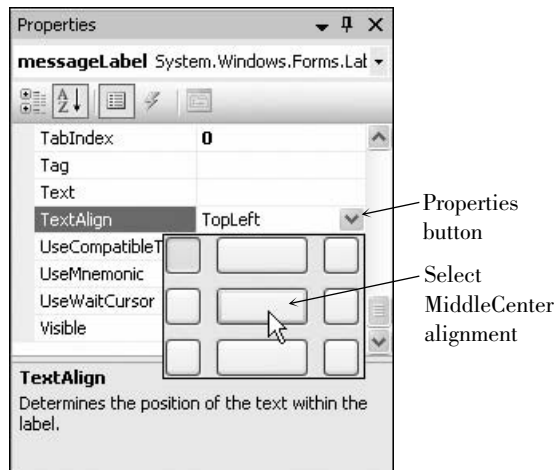 Properties
messageLabel System.Windows.Forms.Lab
A
Z
TabIndex 0
Tag
Text
TextAlign TopLeft
UseCompatibleT
UseMnemonic
UseWaitCursor
Visible
TextAlign
Determines the position of the text within the
label.
Properties
button
Select
MiddleCenter
alignment